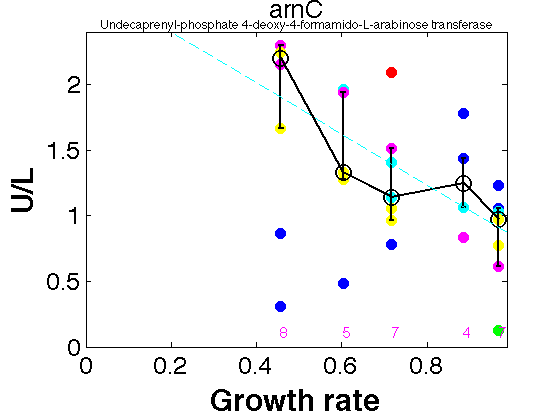 arnC
Undecaprenyl-phosphate 4-deoxy-4-formamido-L-arabinose transferase
U/L
2
1.5
1
0.5
0
8 5 7 4 7
0 0.2 0.4 0.6 0.8
Growth rate